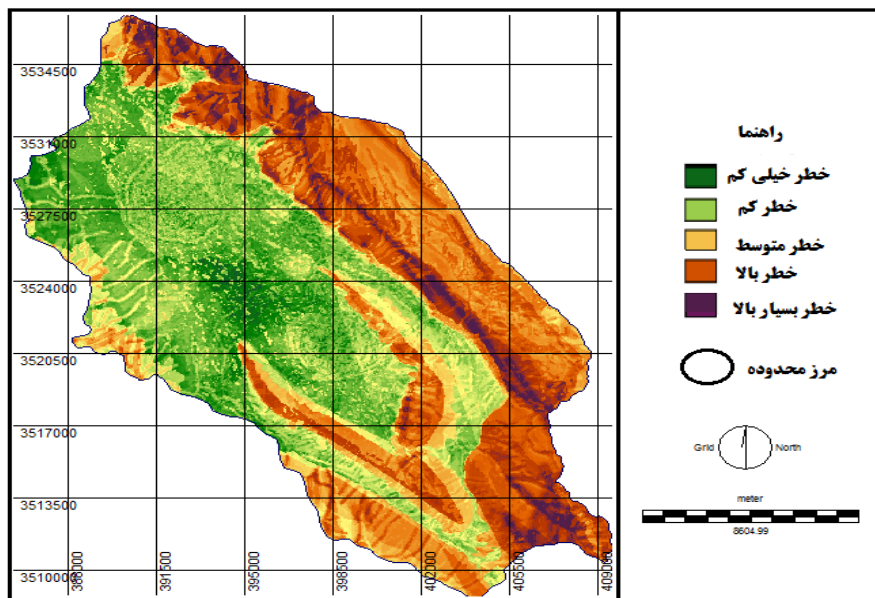 3534500
3531000
3527500
3524000
3520500
3517000
3513500
3510000
388000
391500
395000
398500
402000
405500
409000
راهنما
خطر خیلی کم
خطر کم
خطر متوسط
خطر بالا
خطر بسیار بالا
مرز محدوده
Grid North
meter
8604.99